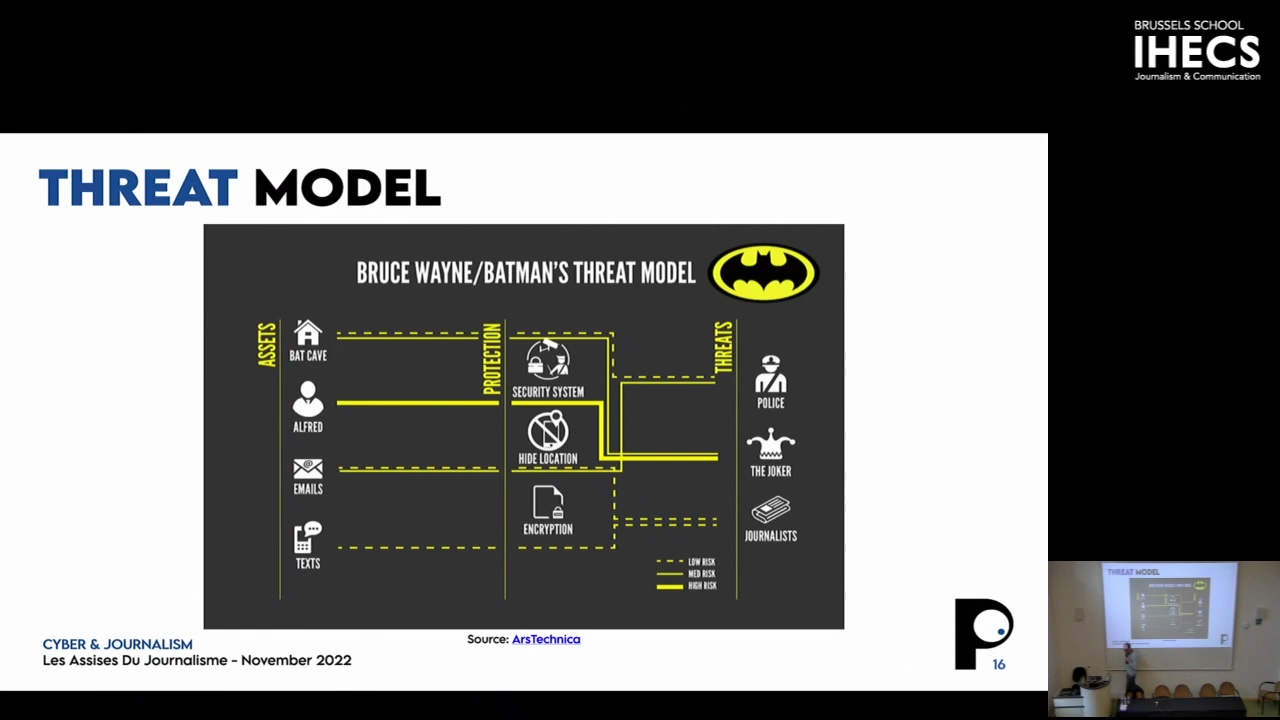 BRUSSELS SCHOOL
IHECS
Journalism & Communication
THREAT MODEL
BRUCE WAYNE/BATMAN'S THREAT MODEL
ASSETS
BAT CAVE
ALFRED
EMAILS
TEXTS
PROTECTION
SECURITY SYSTEM
HIDE LOCATION
ENCRYPTION
THREATS
POLICE
THE JOKER
JOURNALISTS
LOW RISK
MED RISK
HIGH RISK
Source: ArsTechnica
CYBER & JOURNALISM
Les Assises Du Journalisme - November 2022
P
16
THREAT MODEL